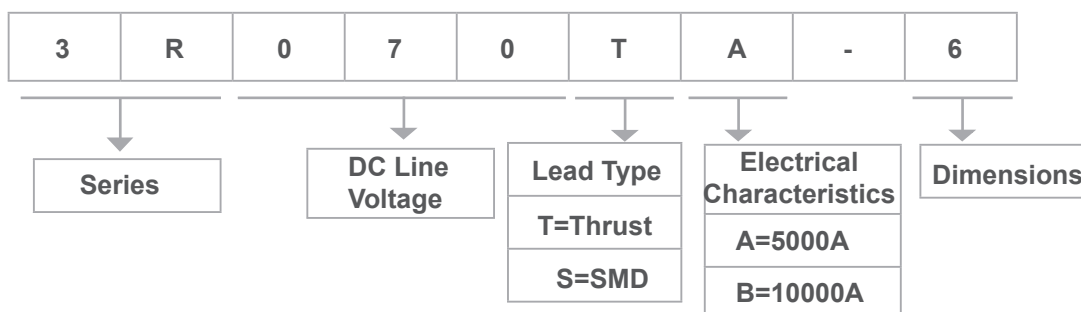 3 R 0 7 0 T A - 6
Series
DC Line
Voltage
Lead Type
T=Thrust
S=SMD
Electrical
Characteristics
A=5000A
B=10000A
Dimensions